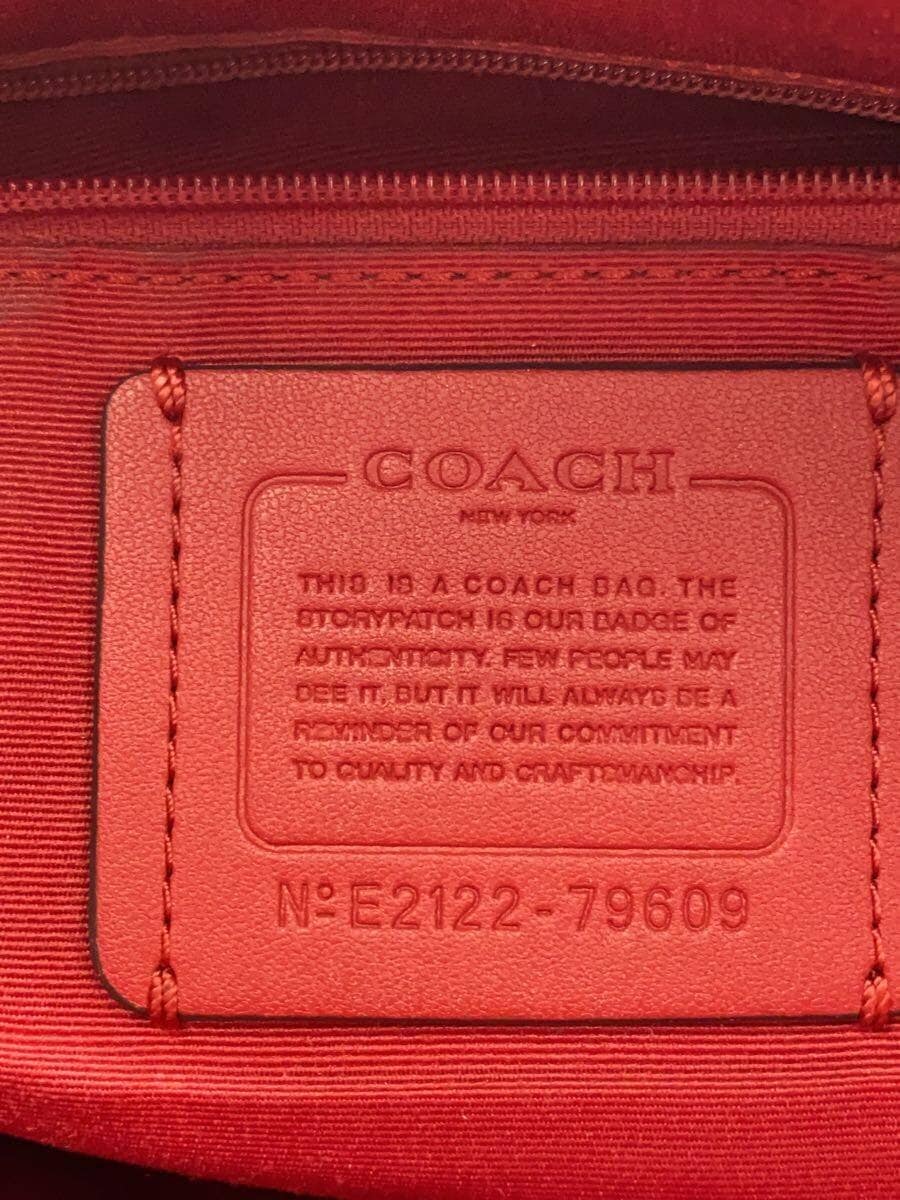 COACH
NEW YORK
THIS IS A COACH BAG. THE
STORYPATCH IS OUR BADGE OF
AUTHENTICITY. FEW PEOPLE MAY
SEE IT, BUT IT WILL ALWAYS BE A
REMINDER OF OUR COMMITMENT
TO QUALITY AND CRAFTSMANSHIP.
Nº E2122-79609